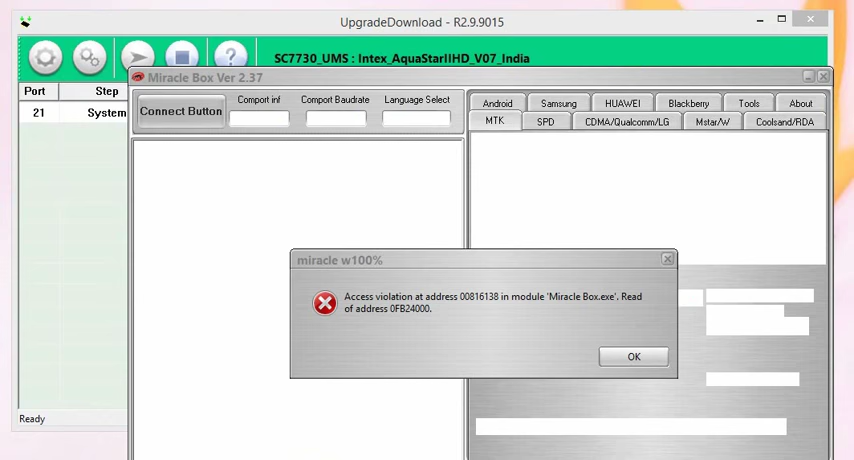 UpgradeDownload - R2.9.9015
SC7730_UMS : Intex_AquaStarIIHD_V07_India
Port Step
21 System
Ready
Miracle Box Ver 2.37
Connect Button
Comport inf Comport Baudrate Language Select
Android Samsung HUAWEI Blackberry Tools About
MTK SPD CDMA/Qualcomm/LG Mstar/W Coolsand/RDA
miracle w100%
Access violation at address 00816138 in module 'Miracle Box.exe'. Read
of address 0FB24000.
OK